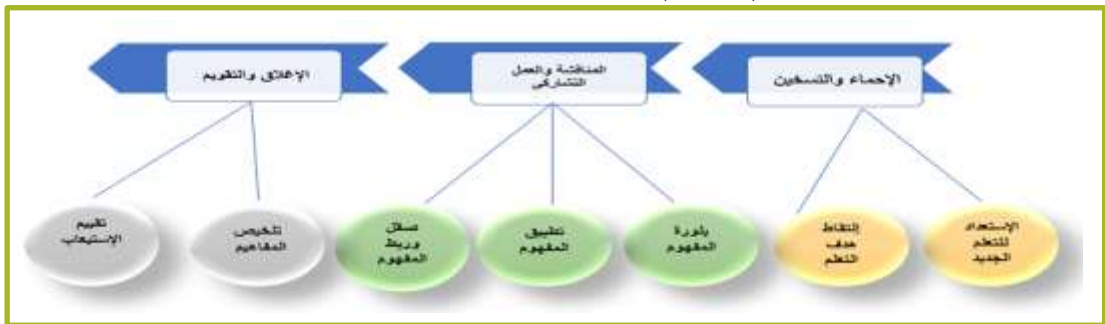 الإحماء والتسخين
المناقشة والعمل
التشاركي
الإغلاق والتقويم
الإستعداد
للتعلم
الجديد
إلتقاط
هدف
التعلم
بلورة
المفهوم
تطبيق
المفهوم
صقل
وربط
المفهوم
تلخيص
المفاهيم
تقييم
الإستيعاب